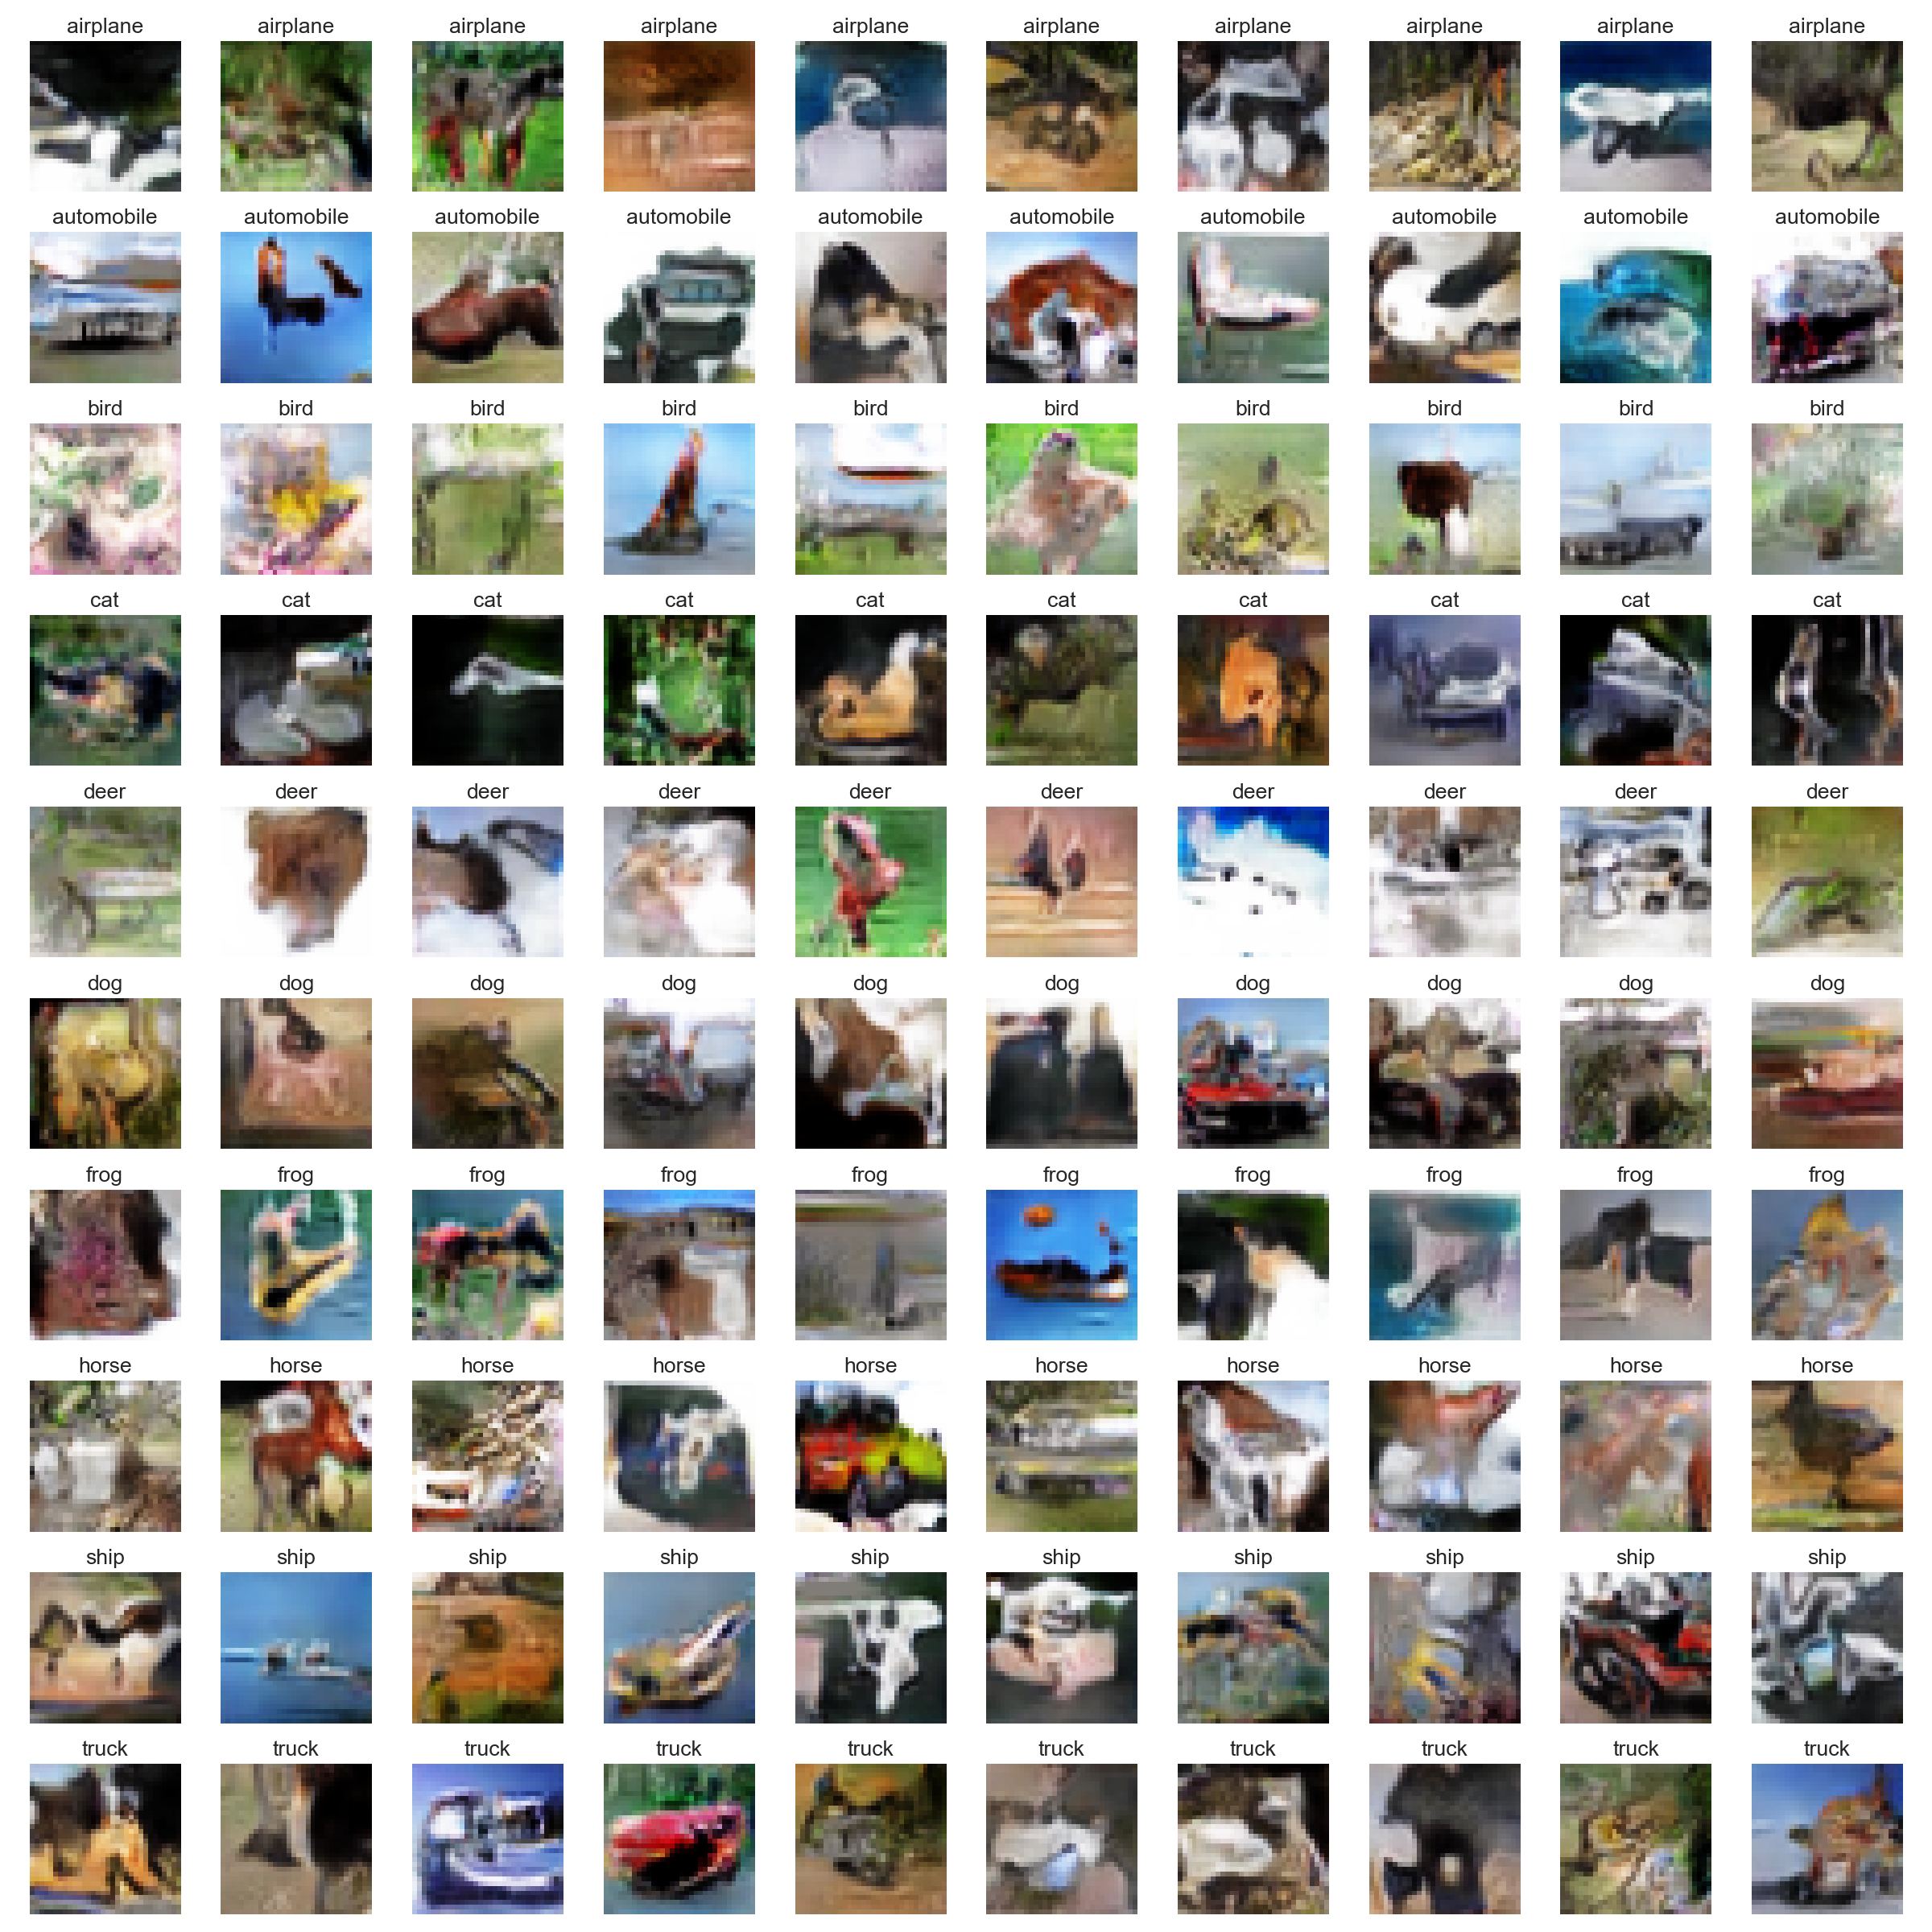 airplane airplane airplane airplane airplane airplane airplane airplane airplane airplane
automobile automobile automobile automobile automobile automobile automobile automobile automobile automobile
bird bird bird bird bird bird bird bird bird bird
cat cat cat cat cat cat cat cat cat cat
deer deer deer deer deer deer deer deer deer deer
dog dog dog dog dog dog dog dog dog dog
frog frog frog frog frog frog frog frog frog frog
horse horse horse horse horse horse horse horse horse horse
ship ship ship ship ship ship ship ship ship ship
truck truck truck truck truck truck truck truck truck truck